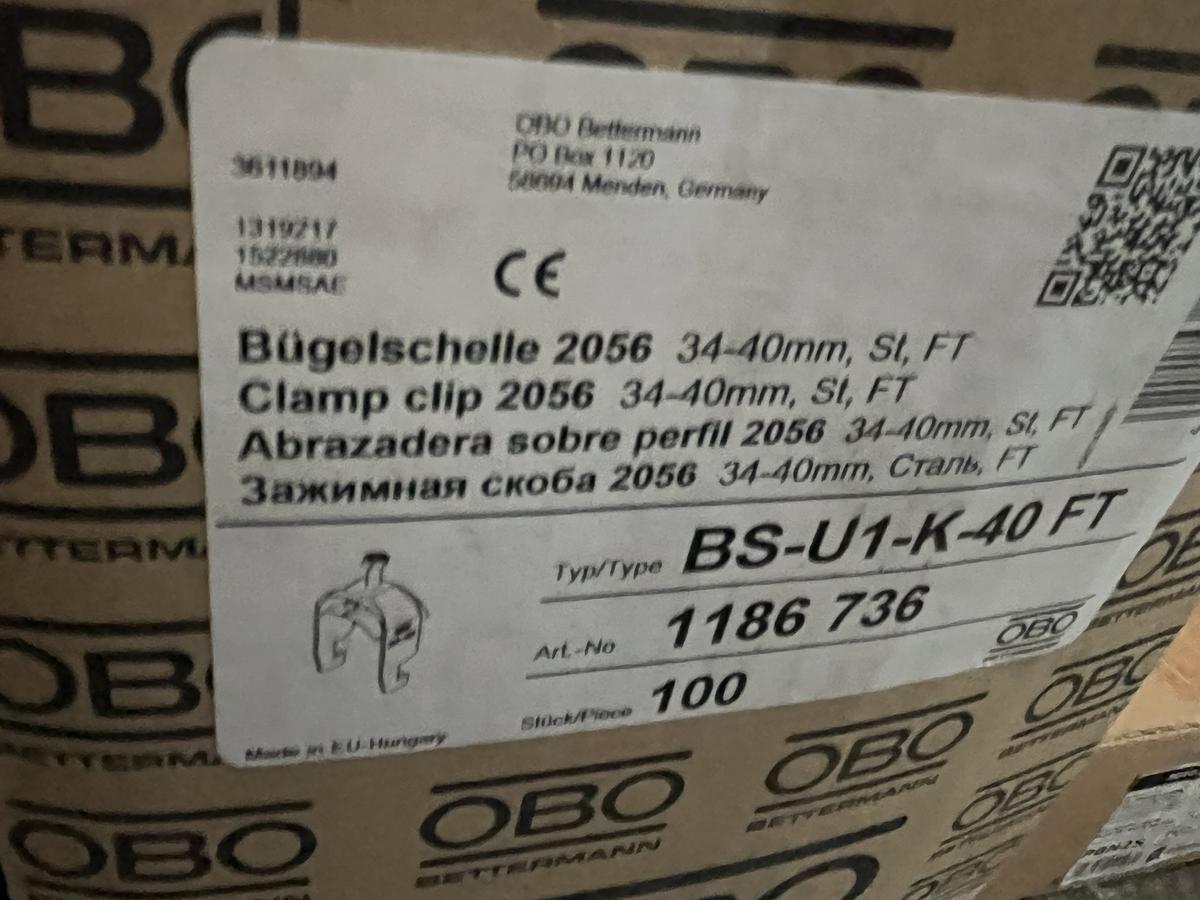 OBO Bettermann
PO Box 1120
58694 Menden, Germany
3611894
1319217
1522880
MSMSAE
CE
Bügelschelle 2056 34-40mm, St, FT
Clamp clip 2056 34-40mm, St, FT
Abrazadera sobre perfil 2056 34-40mm, St, FT
Зажимная скоба 2056 34-40mm, Сталь, FT
Typ/Type BS-U1-K-40 FT
Art.-No 1186 736
Stück/Piece 100
OBO
Made in EU-Hungary
OBO
BETTERMANN
OBO
BETTERMANN
OBO
BETTERMANN